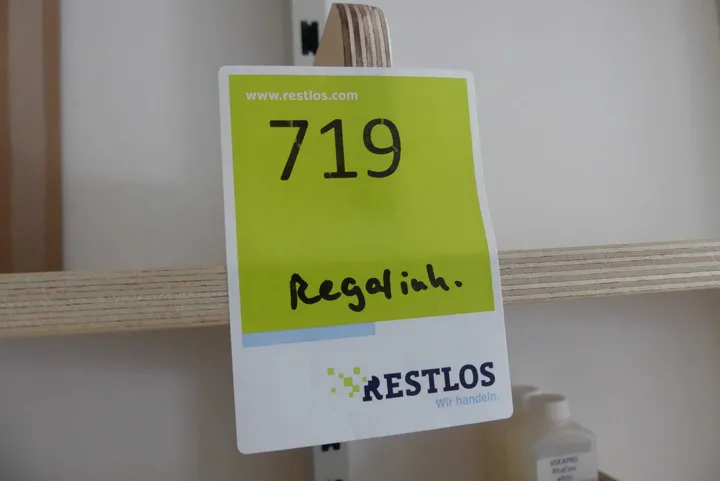 www.restlos.com
719
Regalinh.
RESTLOS
Wir handeln.